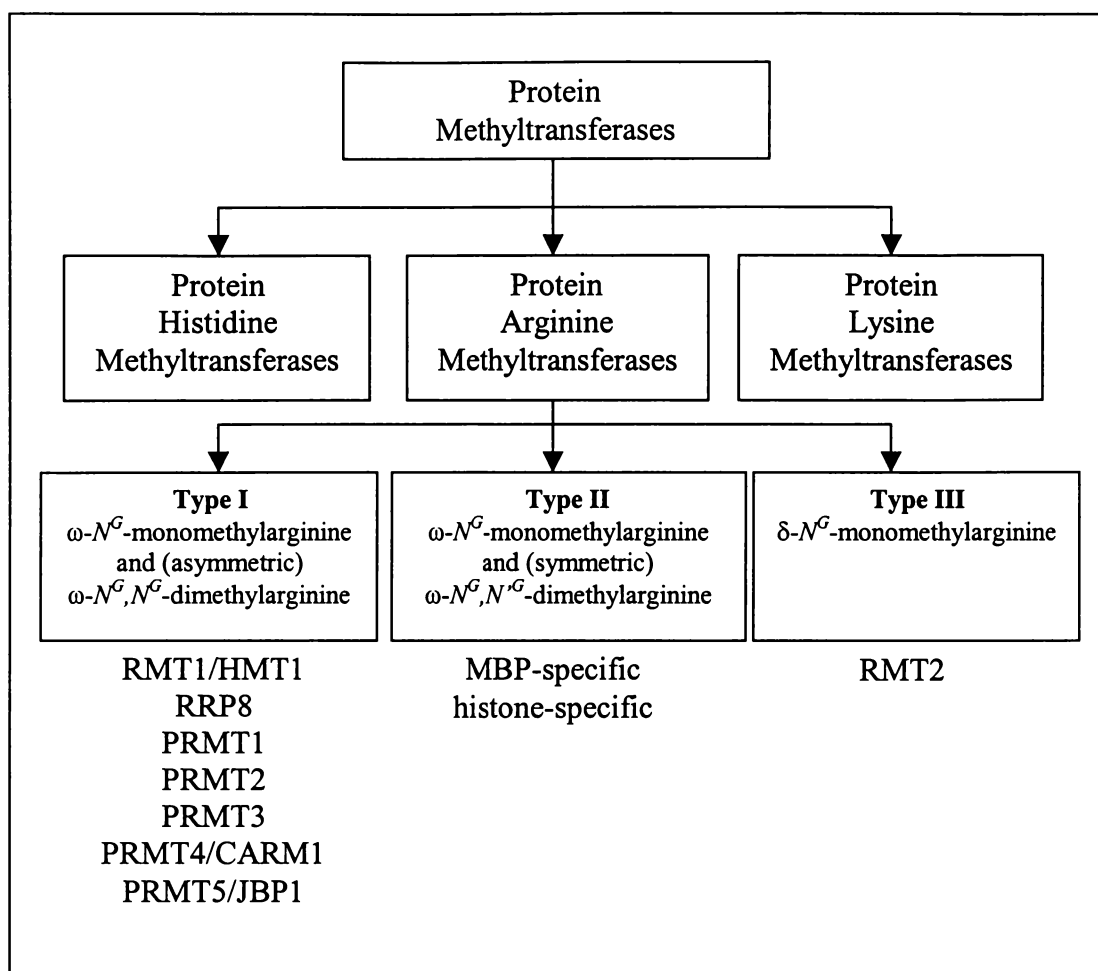 Protein
Methyltransferases
Protein
Histidine
Methyltransferases
Protein
Arginine
Methyltransferases
Protein
Lysine
Methyltransferases
Type I
ω-N^G-monomethylarginine
and (asymmetric)
ω-N^G,N^G-dimethylarginine
Type II
ω-N^G-monomethylarginine
and (symmetric)
ω-N^G,N'^G-dimethylarginine
Type III
δ-N^G-monomethylarginine
RMT1/HMT1
RRP8
PRMT1
PRMT2
PRMT3
PRMT4/CARM1
PRMT5/JBP1
MBP-specific
histone-specific
RMT2